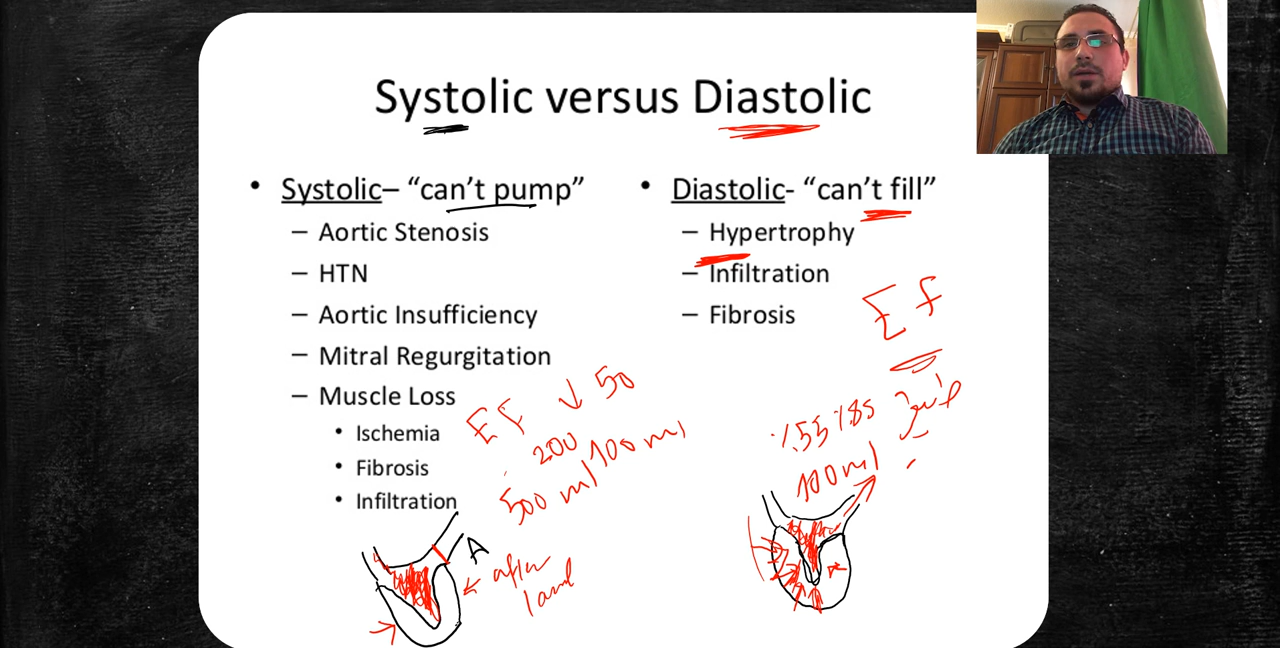 Systolic versus Diastolic
• Systolic– “can’t pump”
– Aortic Stenosis
– HTN
– Aortic Insufficiency
– Mitral Regurgitation
– Muscle Loss
• Ischemia
• Fibrosis
• Infiltration
• Diastolic- “can’t fill”
– Hypertrophy
– Infiltration
– Fibrosis
EF ↓ 50
200
500 ml 100 ml
A
after
EF
100 ml